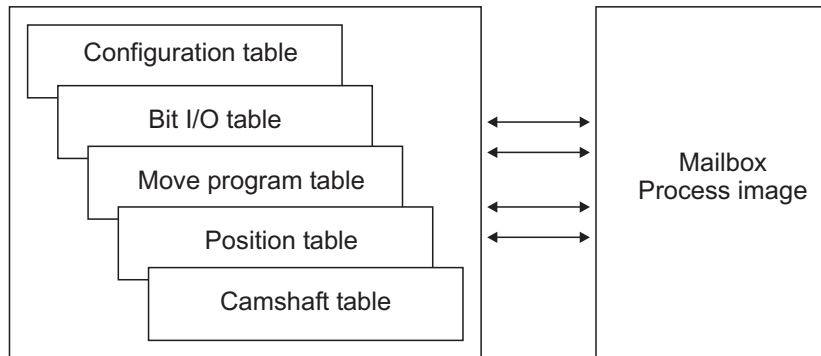 Configuration table
Bit I/O table
Move program table
Position table
Camshaft table
Mailbox
Process image